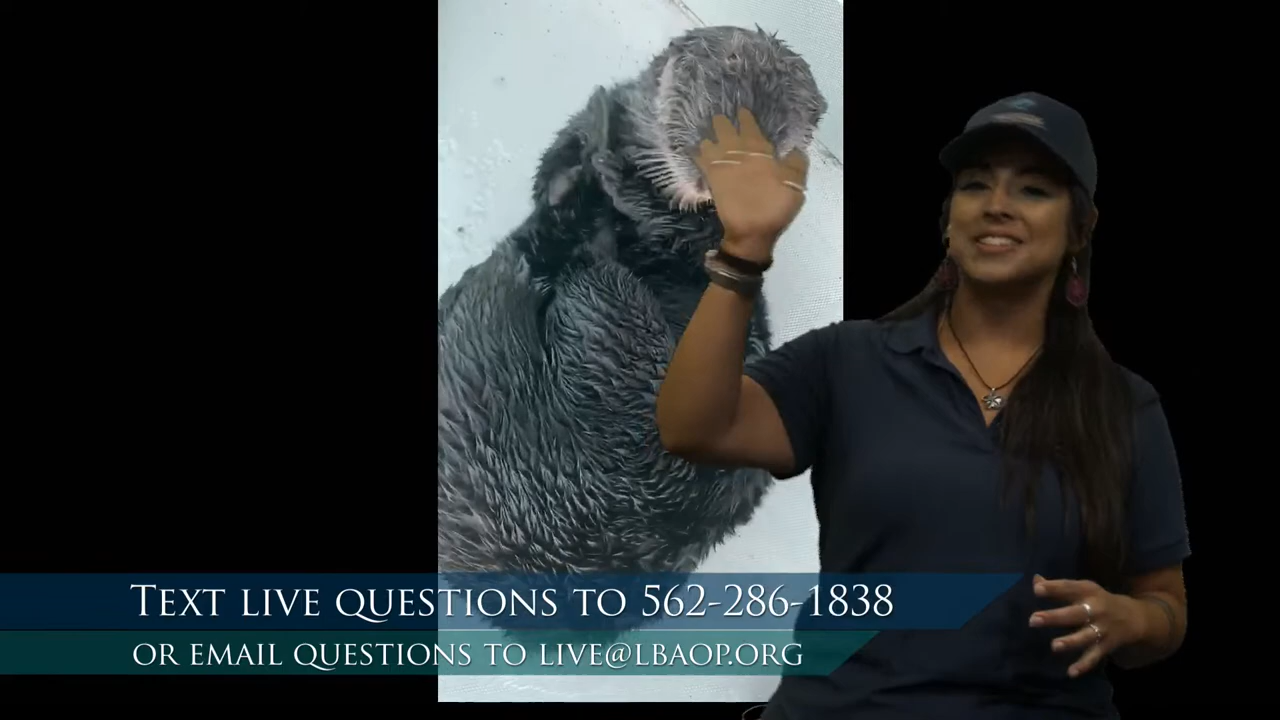 Text live questions to 562-286-1838
or email questions to live@lbaop.org